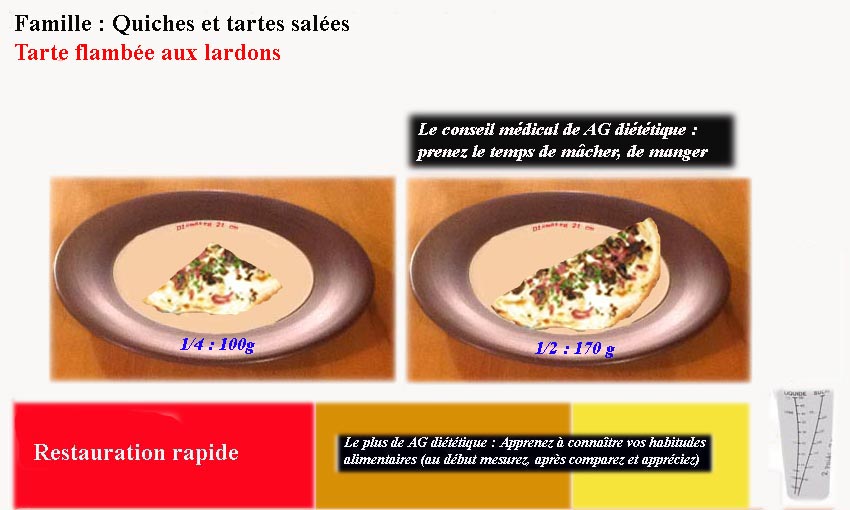 Famille : Quiches et tartes salées
Tarte flambée aux lardons
Le conseil médical de AG diététique :
prenez le temps de mâcher, de manger
Diamètre 21 cm
Diamètre 21 cm
1/4 : 100g
1/2 : 170 g
Restauration rapide
Le plus de AG diététique : Apprenez à connaître vos habitudes
alimentaires (au début mesurez, après comparez et appréciez)